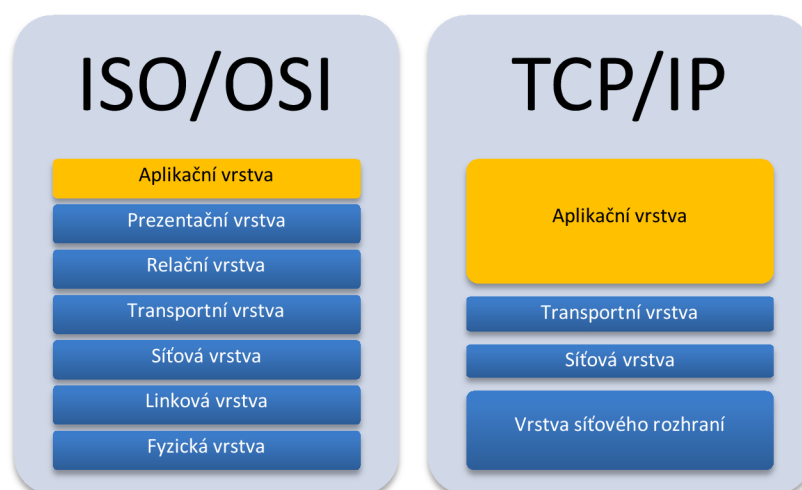 ISO/OSI
Aplikační vrstva
Prezentační vrstva
Relační vrstva
Transportní vrstva
Síťová vrstva
Linková vrstva
Fyzická vrstva
TCP/IP
Aplikační vrstva
Transportní vrstva
Síťová vrstva
Vrstva síťového rozhraní